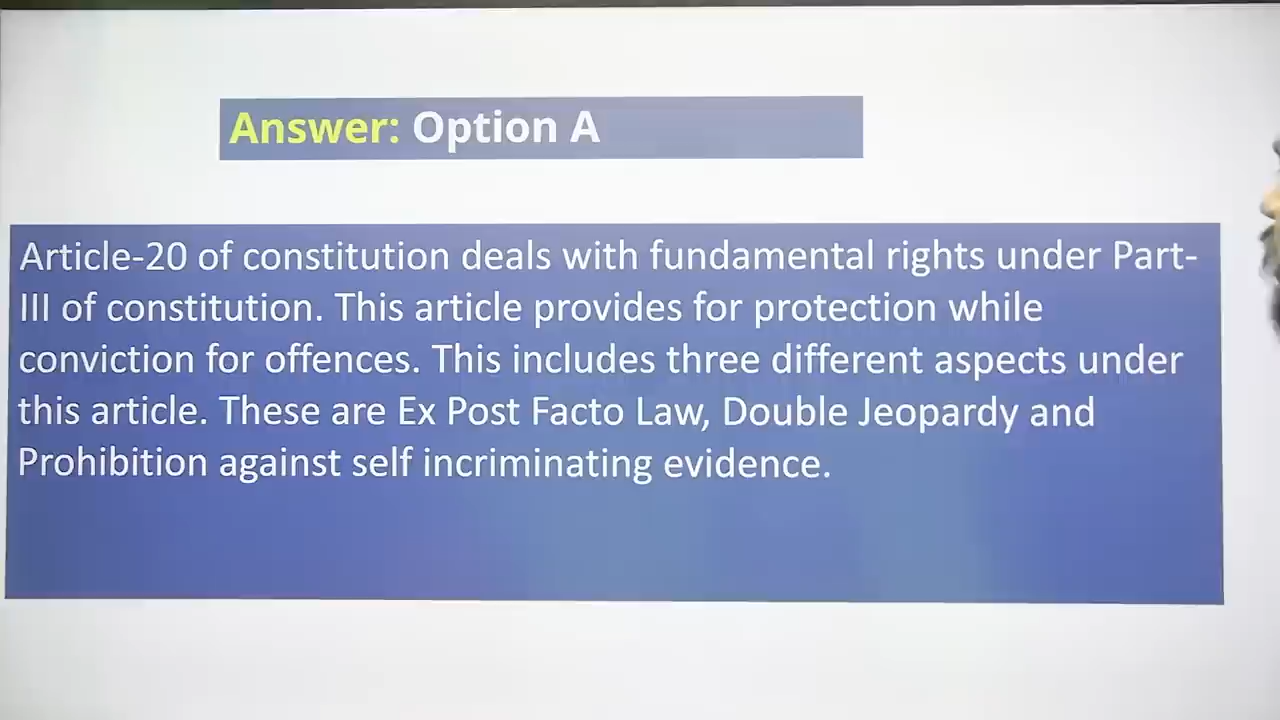 Answer: Option A
Article-20 of constitution deals with fundamental rights under Part-
III of constitution. This article provides for protection while
conviction for offences. This includes three different aspects under
this article. These are Ex Post Facto Law, Double Jeopardy and
Prohibition against self incriminating evidence.